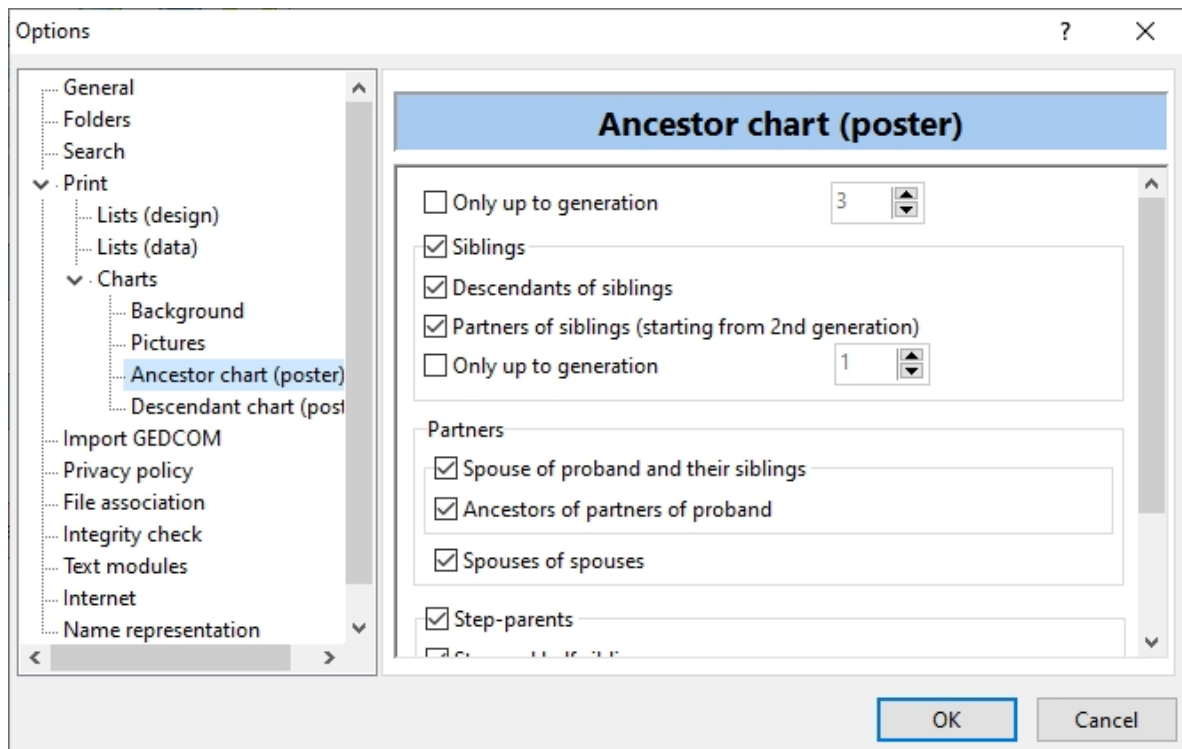 Options
General
Folders
Search
Print
Lists (design)
Lists (data)
Charts
Background
Pictures
Ancestor chart (poster)
Descendant chart (post
Import GEDCOM
Privacy policy
File association
Integrity check
Text modules
Internet
Name representation
Ancestor chart (poster)
Only up to generation 3
Siblings
Descendants of siblings
Partners of siblings (starting from 2nd generation)
Only up to generation 1
Partners
Spouse of proband and their siblings
Ancestors of partners of proband
Spouses of spouses
Step-parents
OK Cancel